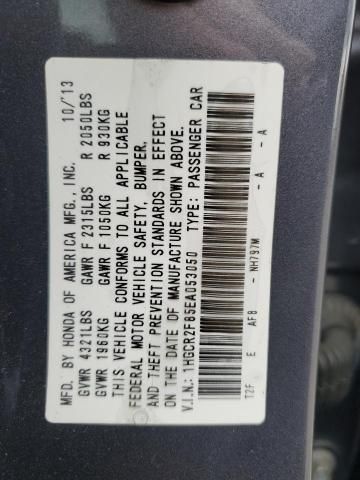 MFD. BY HONDA OF AMERICA MFG., INC. 10/13
GVWR 4321LBS GAWR F 2315LBS R 2050LBS
GVWR 1960KG GAWR F 1050KG R 930KG
THIS VEHICLE CONFORMS TO ALL APPLICABLE
FEDERAL MOTOR VEHICLE SAFETY, BUMPER,
AND THEFT PREVENTION STANDARDS IN EFFECT
ON THE DATE OF MANUFACTURE SHOWN ABOVE.
V.I.N.: 1HGCR2F85EA053050 TYPE: PASSENGER CAR
T2F E AF8 - NH797M - A - A